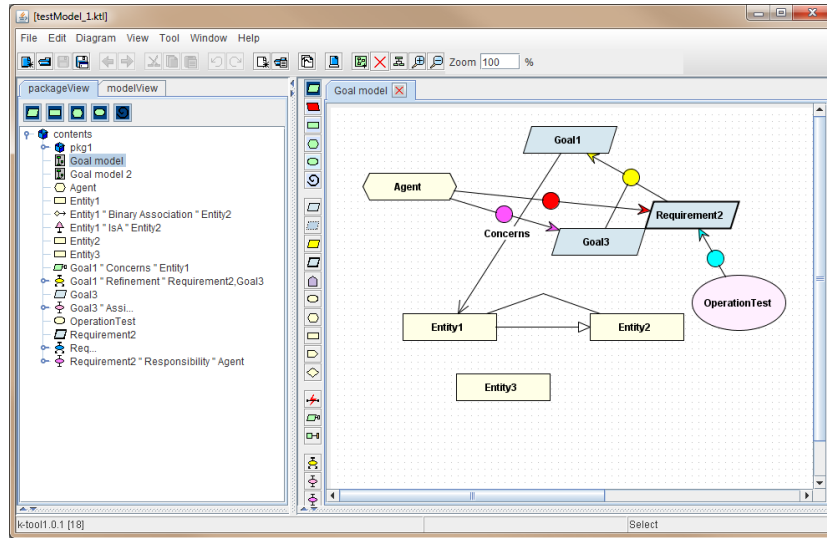 [testModel_1.ktl]
File Edit Diagram View Tool Window Help
Zoom 100 %
packageView modelView
contents
pkg1
Goal model
Goal model 2
Agent
Entity1
Entity1 " Binary Association " Entity2
Entity1 " IsA " Entity2
Entity2
Entity3
Goal1 " Concerns " Entity1
Goal1 " Refinement " Requirement2,Goal3
Goal3
Goal3 " Assi...
OperationTest
Requirement2
Req...
Requirement2 " Responsibility " Agent
Goal model
Goal1
Agent
Requirement2
Concerns
Goal3
OperationTest
Entity1
Entity2
Entity3
k-tool1.0.1 [18]
Select